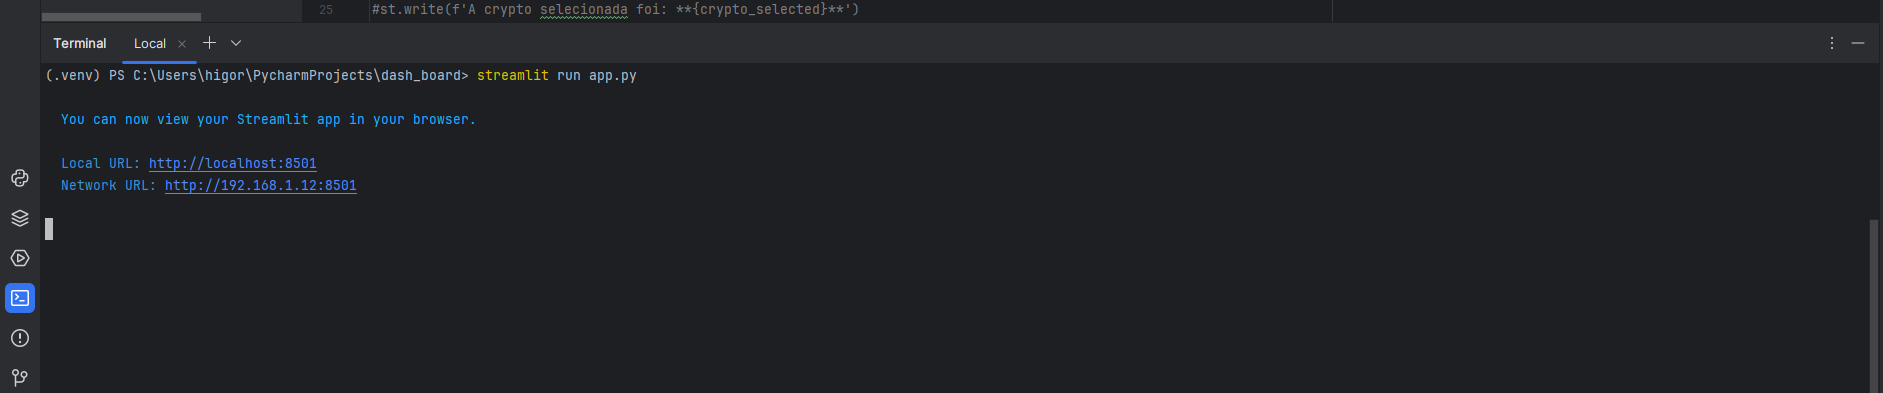 25 #st.write(f'A crypto selecionada foi: **{crypto_selected}**')
Terminal Local
(.venv) PS C:\Users\higor\PycharmProjects\dash_board> streamlit run app.py
You can now view your Streamlit app in your browser.
Local URL: http://localhost:8501
Network URL: http://192.168.1.12:8501